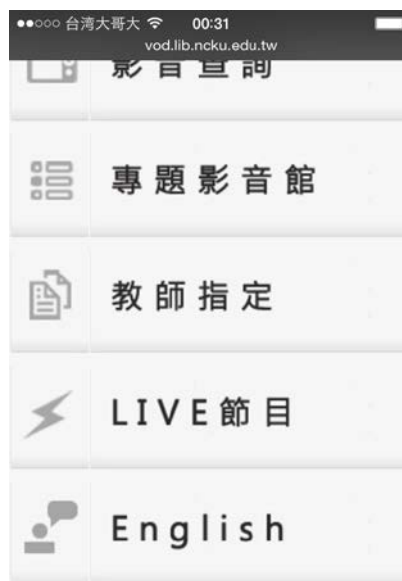 台湾大哥大 00:31
vod.lib.ncku.edu.tw
影音查詢
專題影音館
教師指定
LIVE節目
English